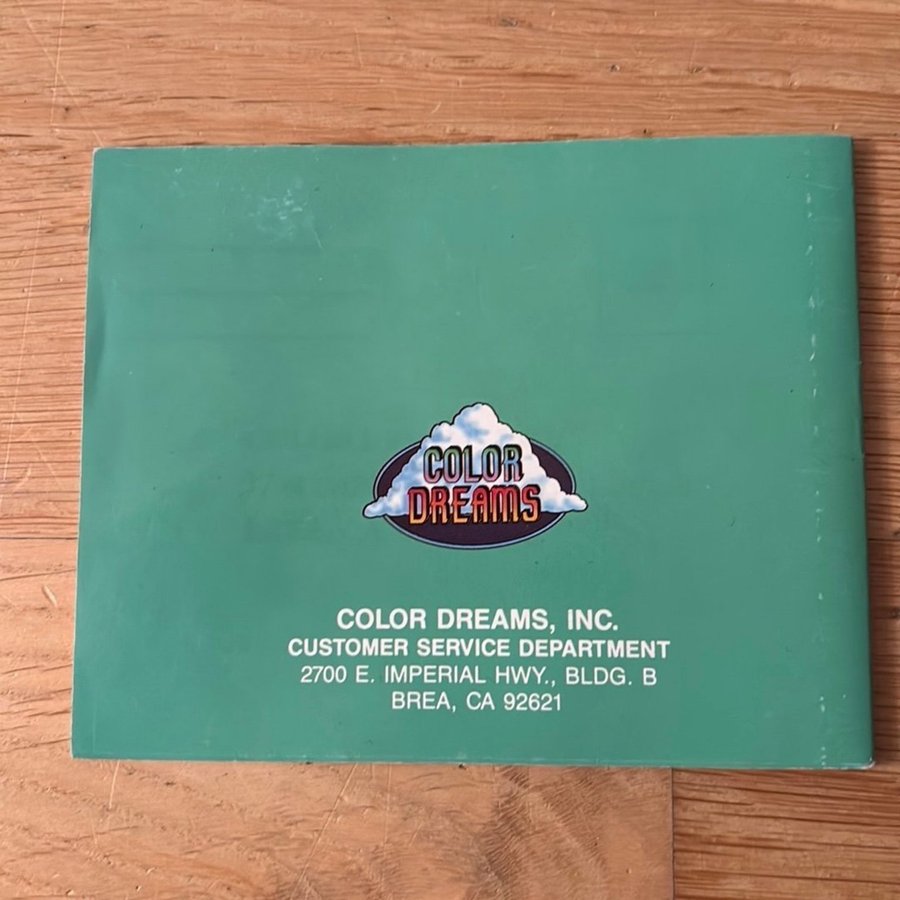 COLOR
DREAMS
COLOR DREAMS, INC.
CUSTOMER SERVICE DEPARTMENT
2700 E. IMPERIAL HWY., BLDG. B
BREA, CA 92621